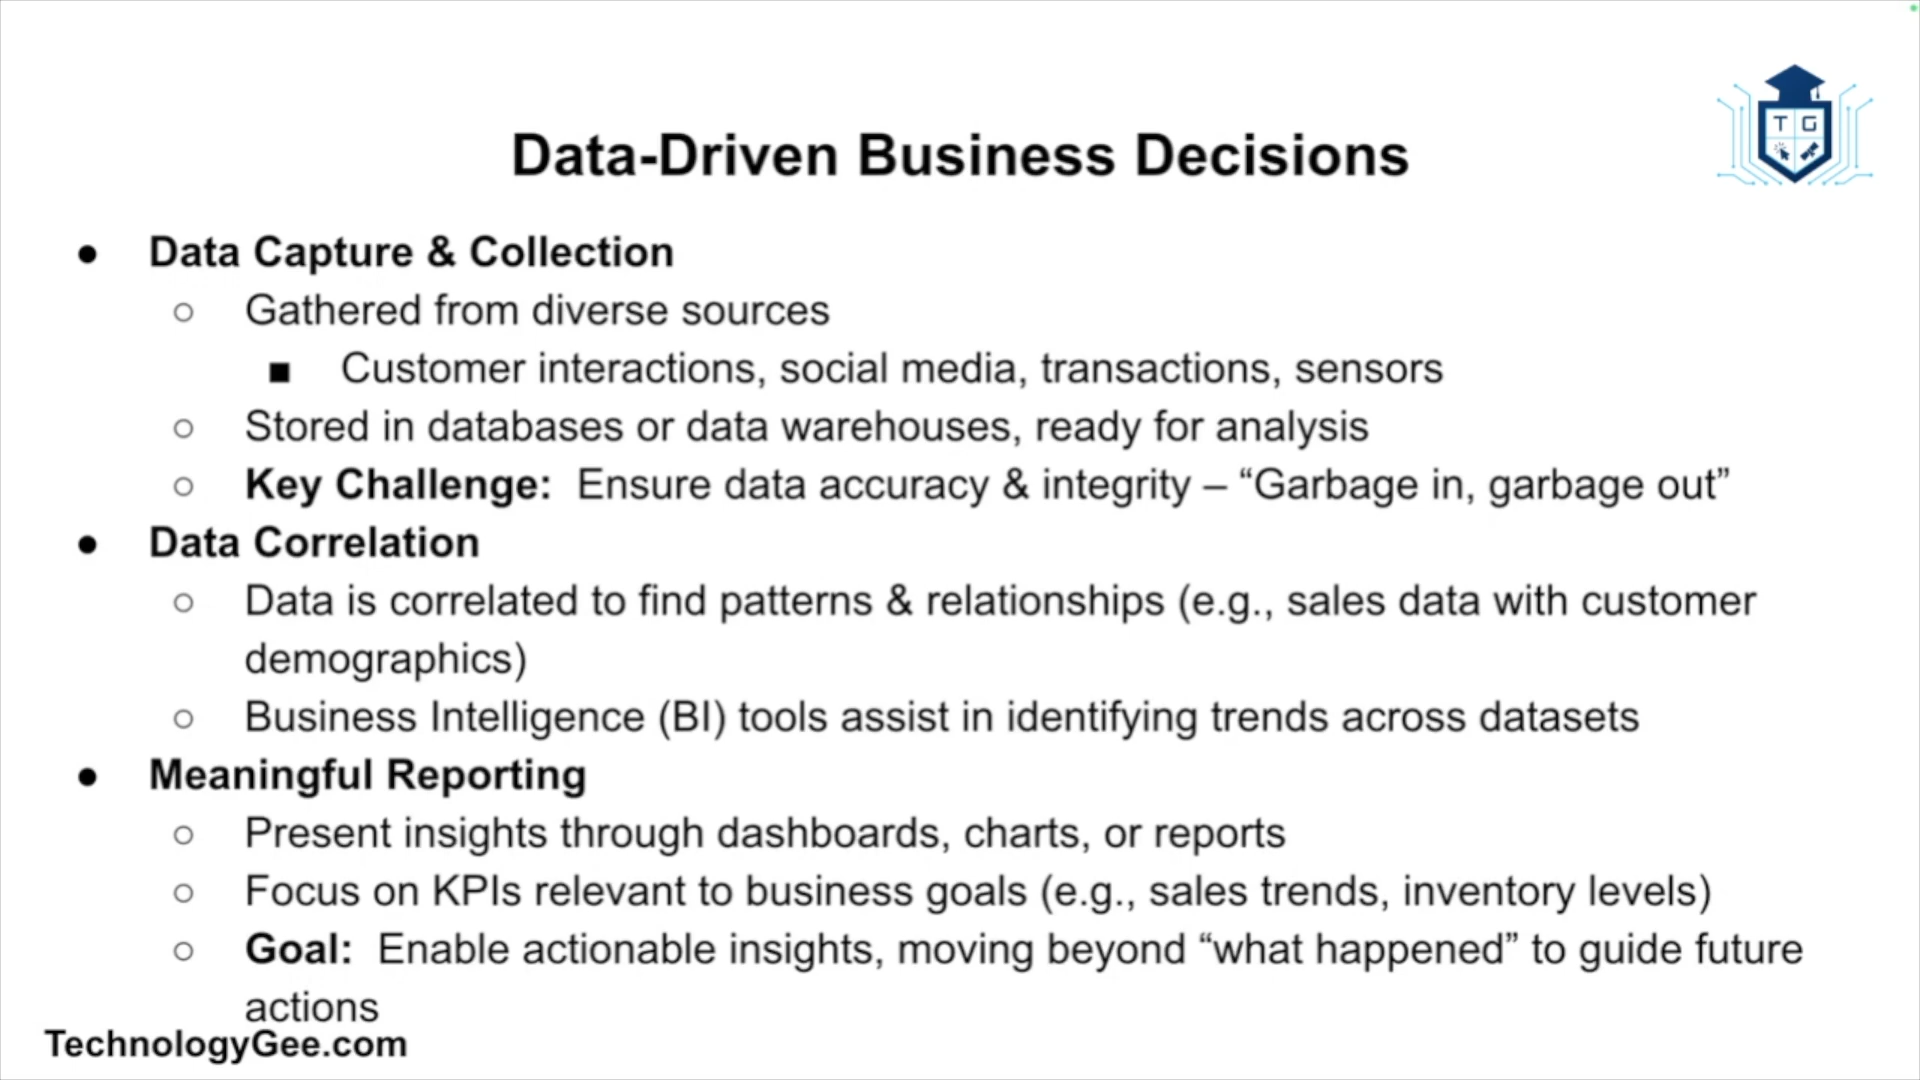 T G
Data-Driven Business Decisions
● Data Capture & Collection
○ Gathered from diverse sources
■ Customer interactions, social media, transactions, sensors
○ Stored in databases or data warehouses, ready for analysis
○ Key Challenge: Ensure data accuracy & integrity – “Garbage in, garbage out”
● Data Correlation
○ Data is correlated to find patterns & relationships (e.g., sales data with customer
demographics)
○ Business Intelligence (BI) tools assist in identifying trends across datasets
● Meaningful Reporting
○ Present insights through dashboards, charts, or reports
○ Focus on KPIs relevant to business goals (e.g., sales trends, inventory levels)
○ Goal: Enable actionable insights, moving beyond “what happened” to guide future
actions
TechnologyGee.com